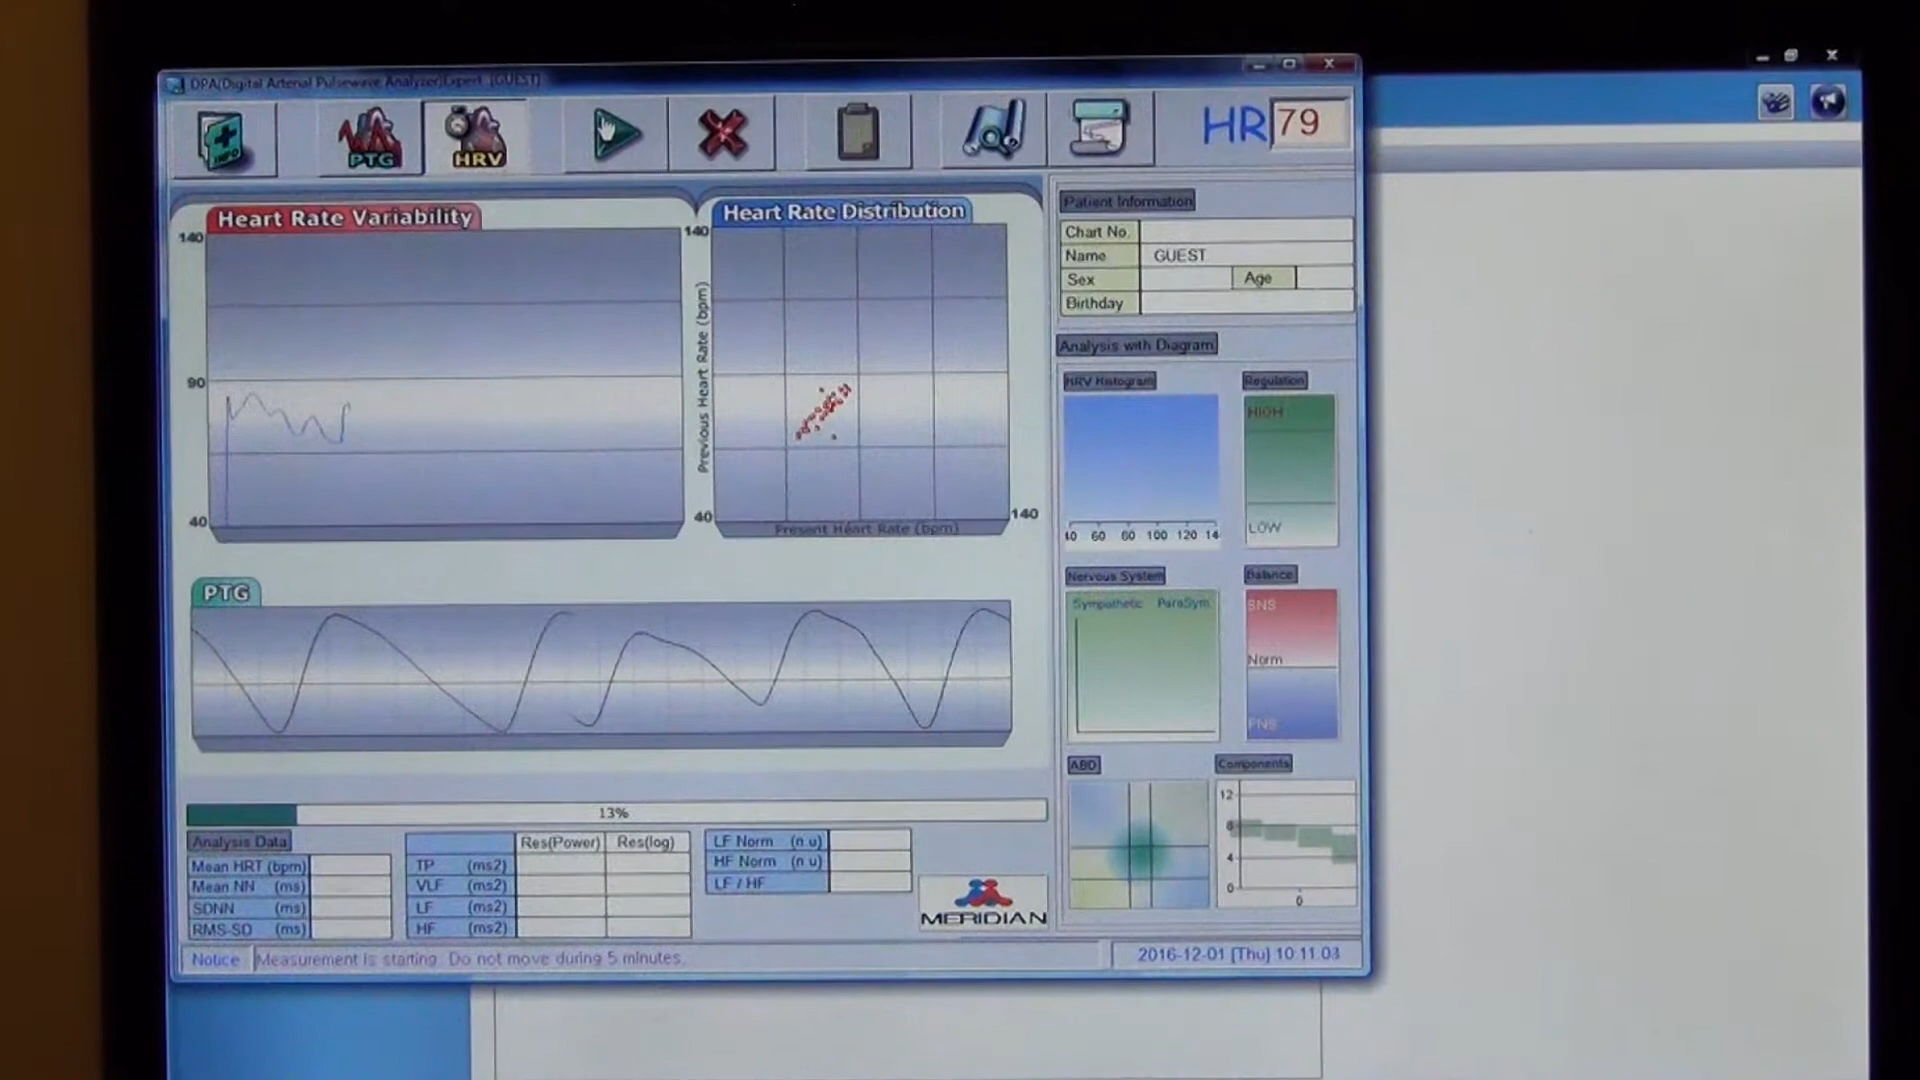 DPA(Digital Arterial Pulsewave Analyzer)Expert [GUEST]
INFO
PTG
HRV
HR 79
Heart Rate Variability
140
90
40
Heart Rate Distribution
140
Previous Heart Rate (bpm)
40
140
Present Heart Rate (bpm)
PTG
13%
Patient Information
Chart No.
Name GUEST
Sex Age
Birthday
Analysis with Diagram
HRV Histogram
40 60 80 100 120 14
Regulation
HIGH
LOW
Nervous System
Sympathetic ParaSym.
Balance
SNS
Norm
PNS
ABD
Components
12
8
4
0
0
Analysis Data
Mean HRT (bpm)
Mean NN (ms)
SDNN (ms)
RMS-SD (ms)
Res(Power) Res(log)
TP (ms2)
VLF (ms2)
LF (ms2)
HF (ms2)
LF Norm (n u)
HF Norm (n u)
LF / HF
MERIDIAN
Notice Measurement is starting. Do not move during 5 minutes.
2016-12-01 [Thu] 10:11:03